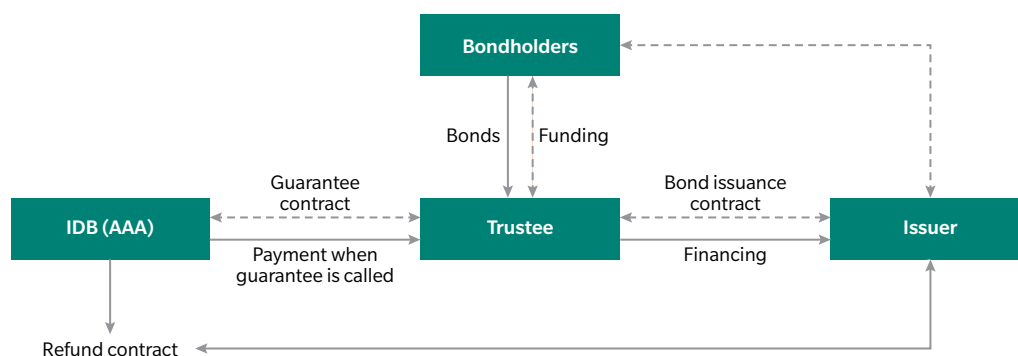 Bondholders
Bonds
Funding
Guarantee
contract
Bond issuance
contract
IDB (AAA)
Trustee
Issuer
Payment when
guarantee is called
Financing
Refund contract